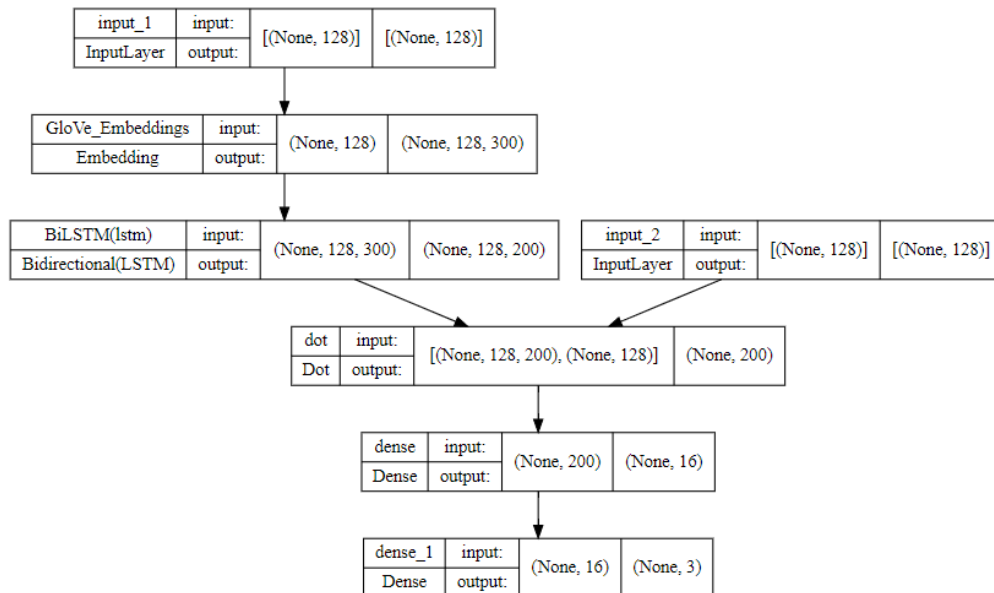 input_1 input: [(None, 128)] [(None, 128)]
InputLayer output:
GloVe_Embeddings input: (None, 128) (None, 128, 300)
Embedding output:
BiLSTM(lstm) input: (None, 128, 300) (None, 128, 200)
Bidirectional(LSTM) output:
input_2 input: [(None, 128)] [(None, 128)]
InputLayer output:
dot input: [(None, 128, 200), (None, 128)] (None, 200)
Dot output:
dense input: (None, 200) (None, 16)
Dense output:
dense_1 input: (None, 16) (None, 3)
Dense output: